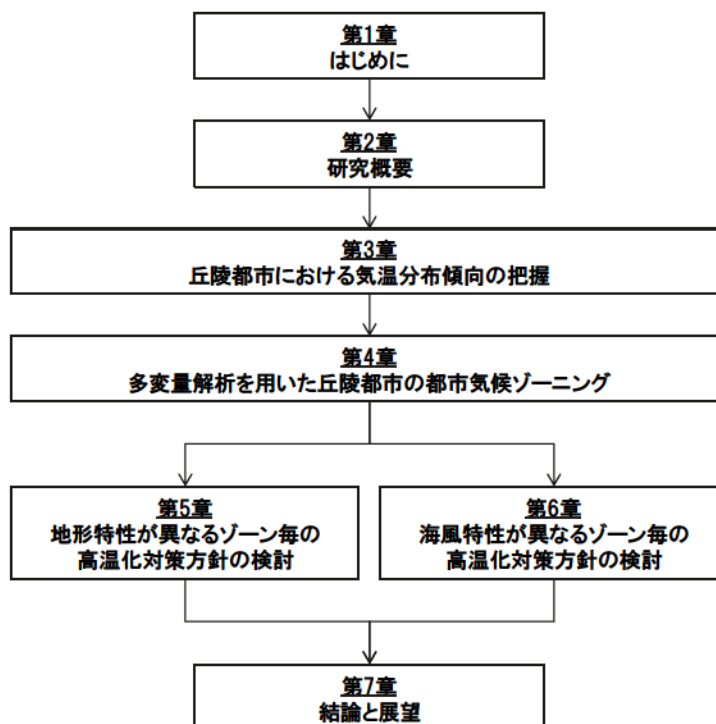 第1章
はじめに
第2章
研究概要
第3章
丘陵都市における気温分布傾向の把握
第4章
多変量解析を用いた丘陵都市の都市気候ゾーニング
第5章
地形特性が異なるゾーン毎の
高温化対策方針の検討
第6章
海風特性が異なるゾーン毎の
高温化対策方針の検討
第7章
結論と展望